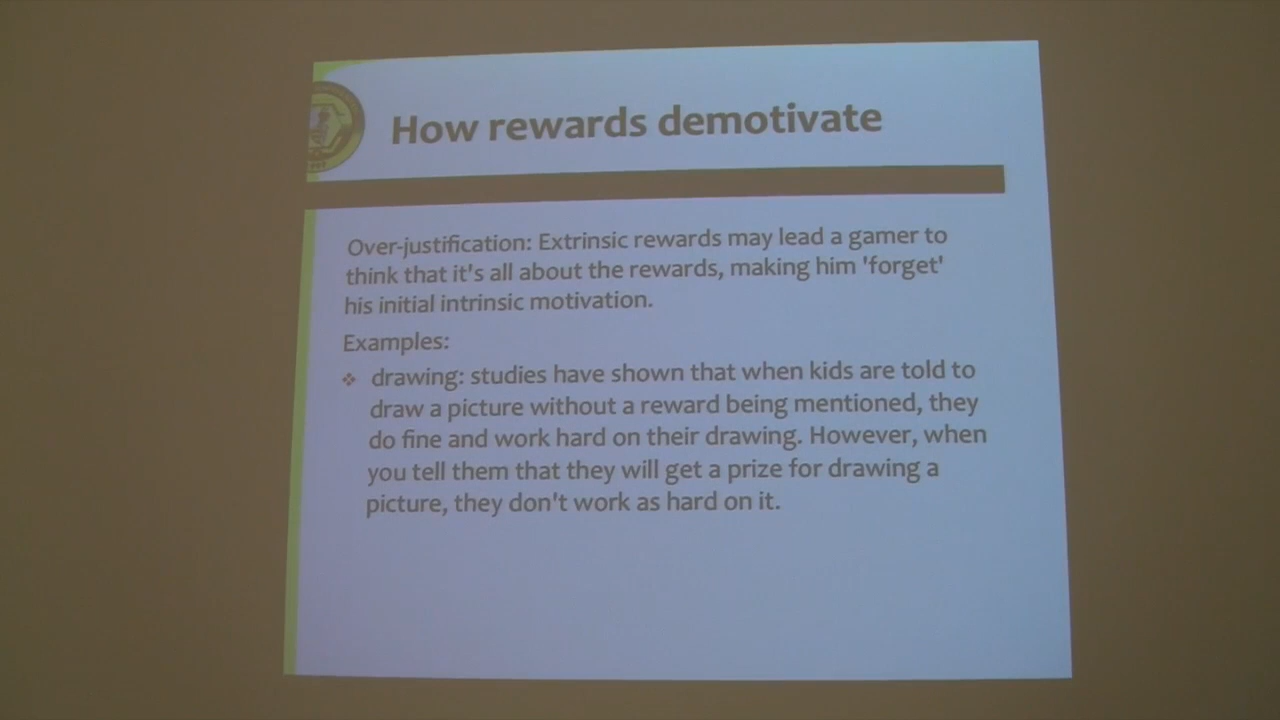 How rewards demotivate
Over-justification: Extrinsic rewards may lead a gamer to
think that it's all about the rewards, making him 'forget'
his initial intrinsic motivation.
Examples:
❖ drawing: studies have shown that when kids are told to
draw a picture without a reward being mentioned, they
do fine and work hard on their drawing. However, when
you tell them that they will get a prize for drawing a
picture, they don't work as hard on it.